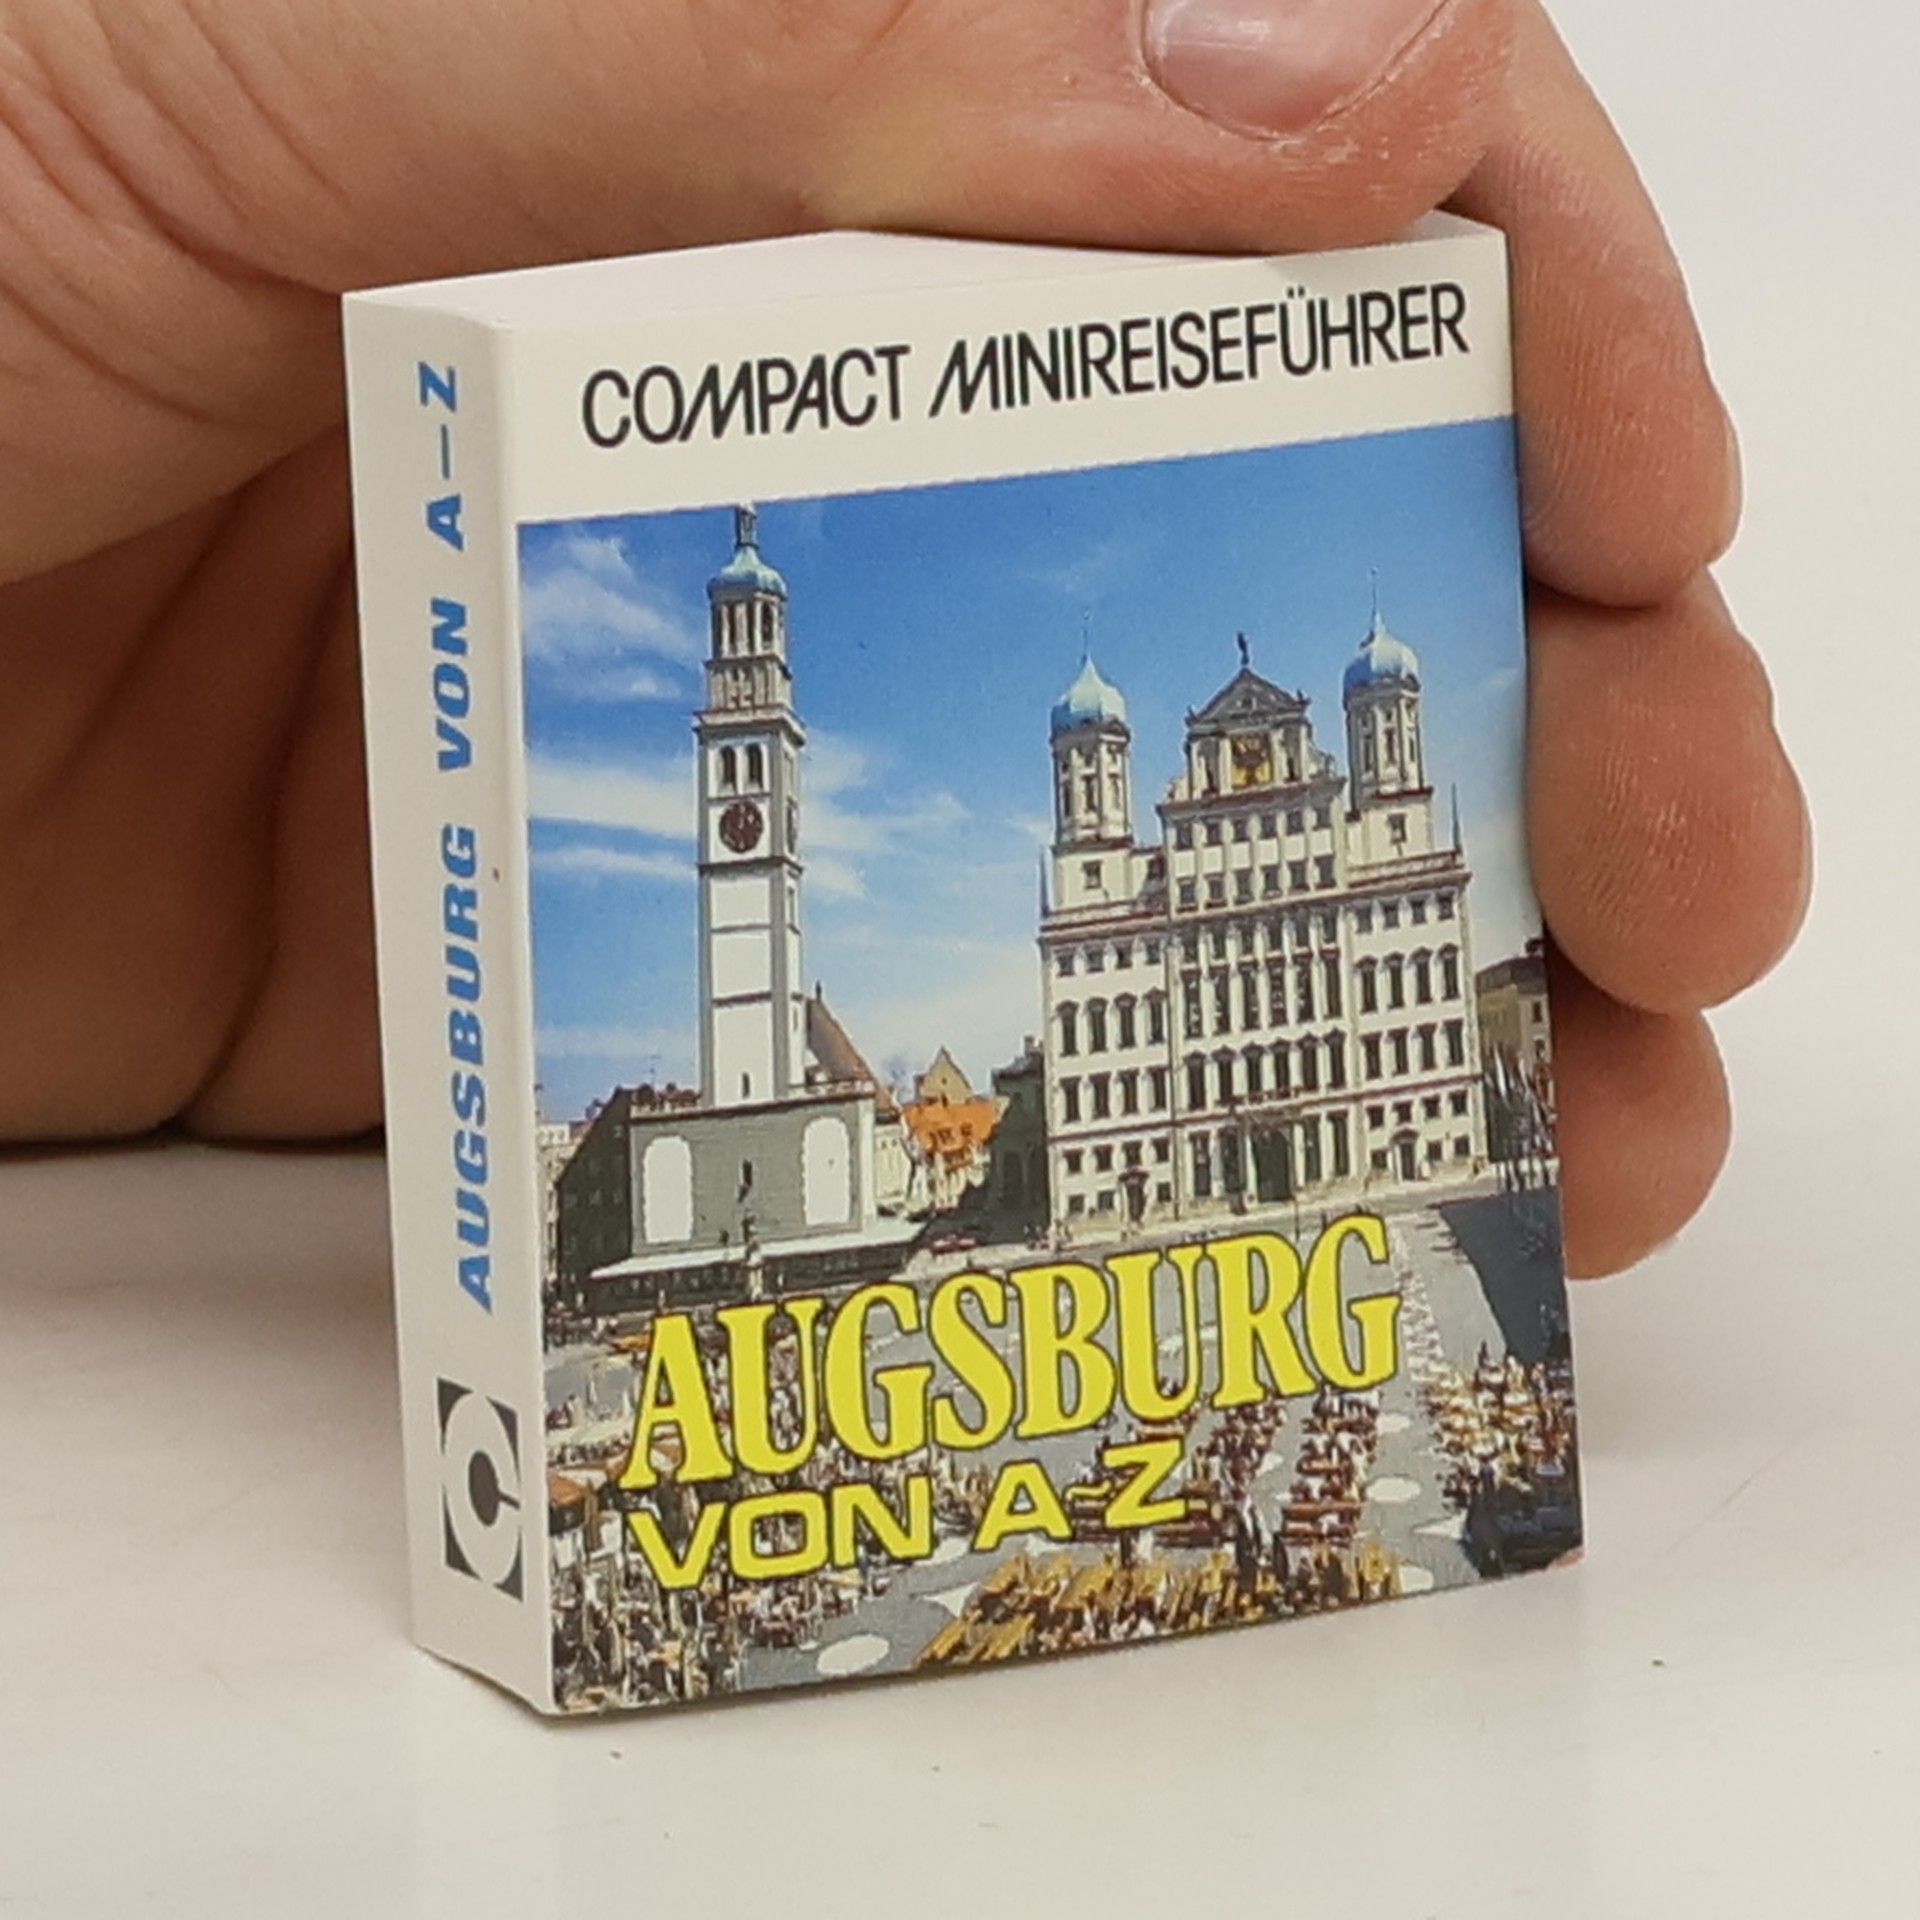 COMPACT MINIREISEFÜHRER
AUGSBURG
VON A-Z
AUGSBURG VON A-Z
C